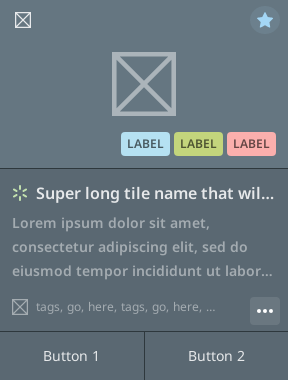 LABEL LABEL LABEL
Super long tile name that wil...
Lorem ipsum dolor sit amet,
consectetur adipiscing elit, sed do
eiusmod tempor incididunt ut labor...
tags, go, here, tags, go, here, ...
Button 1 Button 2